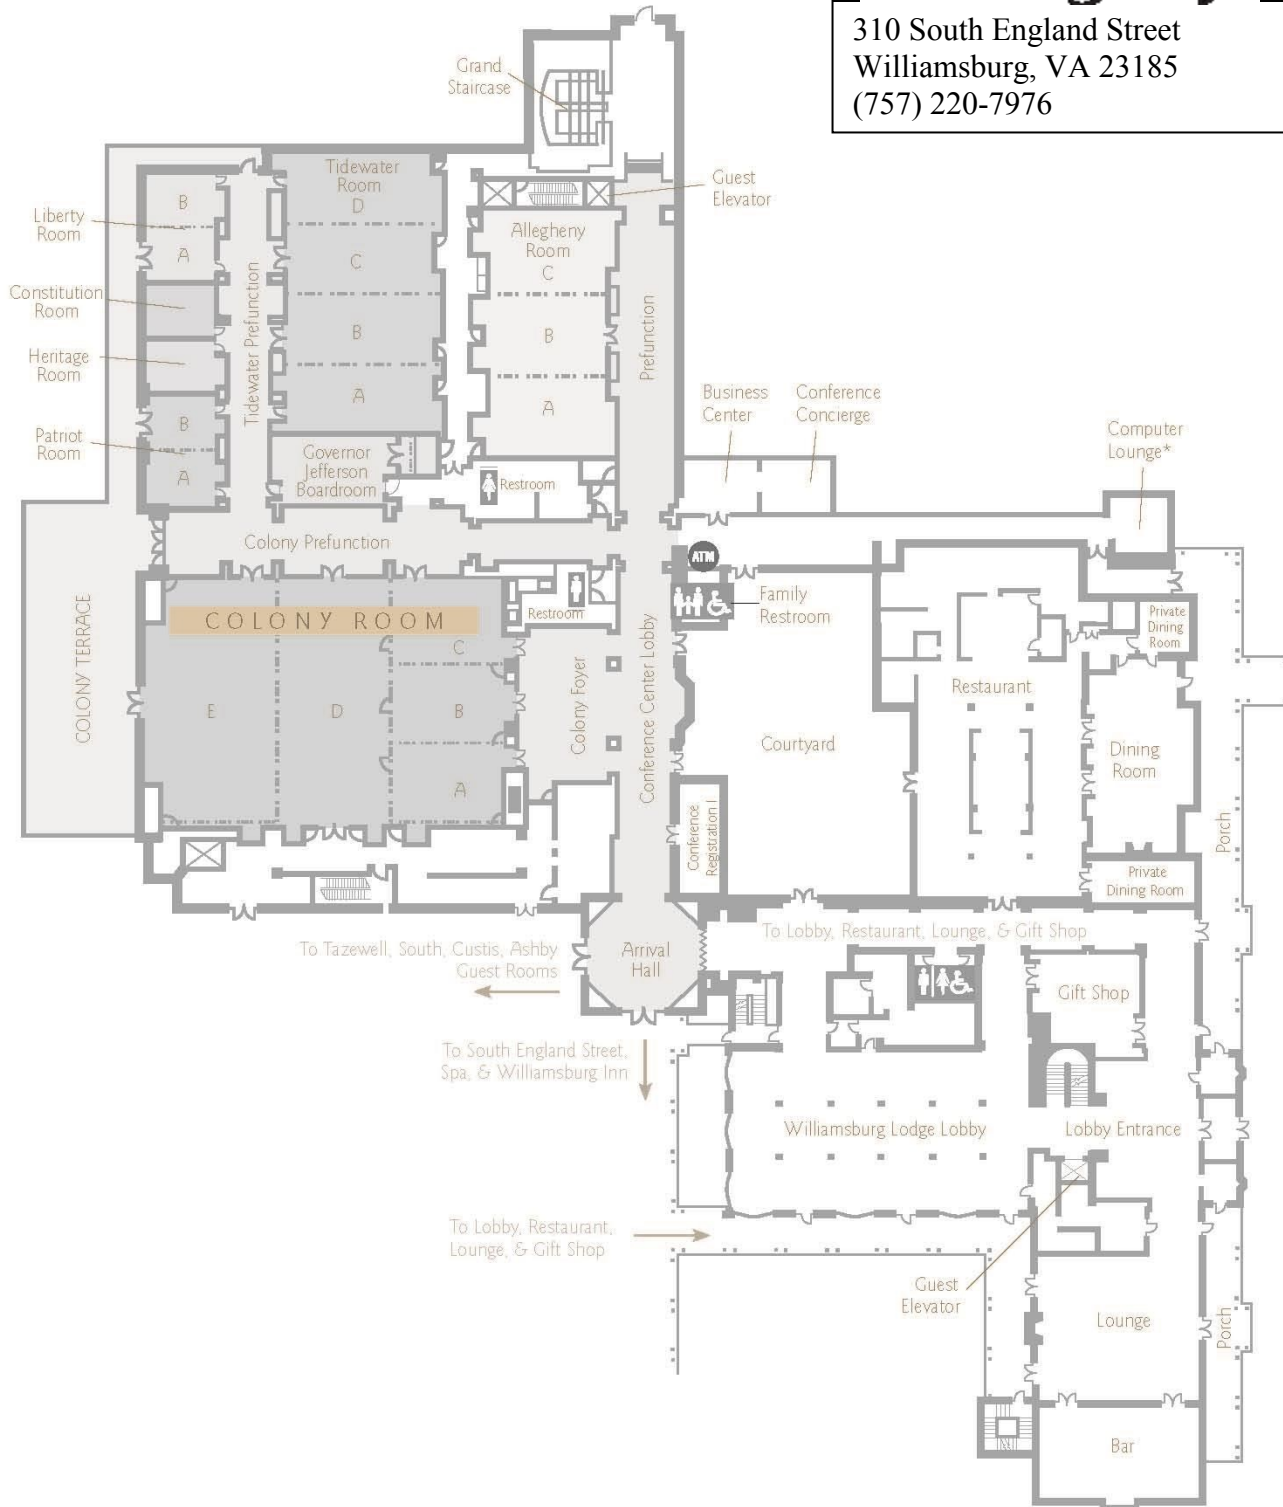 310 South England Street
Williamsburg, VA 23185
(757) 220-7976
Grand
Staircase
Guest
Elevator
Tidewater
Room
D
C
B
A
Allegheny
Room
C
B
A
B
A
Liberty
Room
Constitution
Room
Heritage
Room
B
A
Patriot
Room
Tidewater Prefunction
Prefunction
Governor
Jefferson
Boardroom
Restroom
Business
Center
Conference
Concierge
Computer
Lounge*
Colony Prefunction
ATM
Family
Restroom
Restroom
COLONY ROOM
C
E
D
B
A
COLONY TERRACE
Colony Foyer
Conference Center Lobby
Courtyard
Restaurant
Private
Dining
Room
Dining
Room
Porch
Conference
Registration I
Private
Dining Room
To Lobby, Restaurant, Lounge, & Gift Shop
To Tazewell, South, Custis, Ashby
Guest Rooms
Arrival
Hall
Gift Shop
To South England Street,
Spa, & Williamsburg Inn
Williamsburg Lodge Lobby
Lobby Entrance
To Lobby, Restaurant,
Lounge, & Gift Shop
Guest
Elevator
Lounge
Porch
Bar